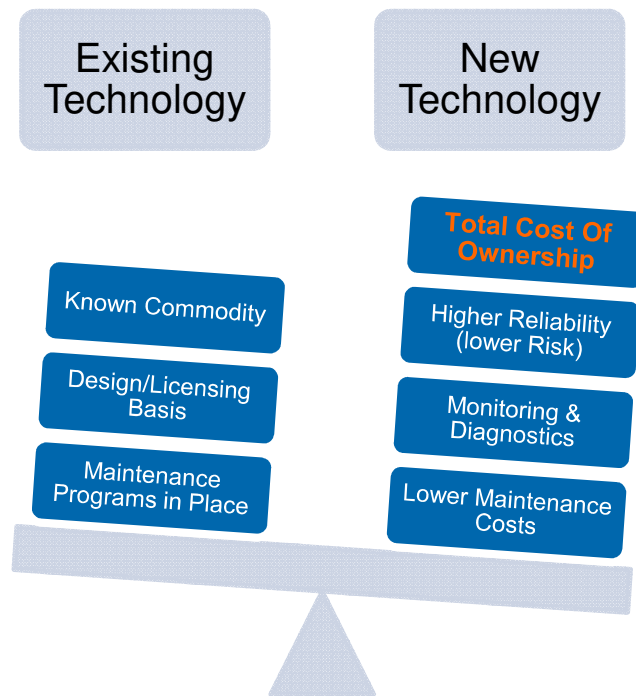 Existing
Technology
New
Technology
Known Commodity
Design/Licensing
Basis
Maintenance
Programs in Place
Total Cost Of
Ownership
Higher Reliability
(lower Risk)
Monitoring &
Diagnostics
Lower Maintenance
Costs